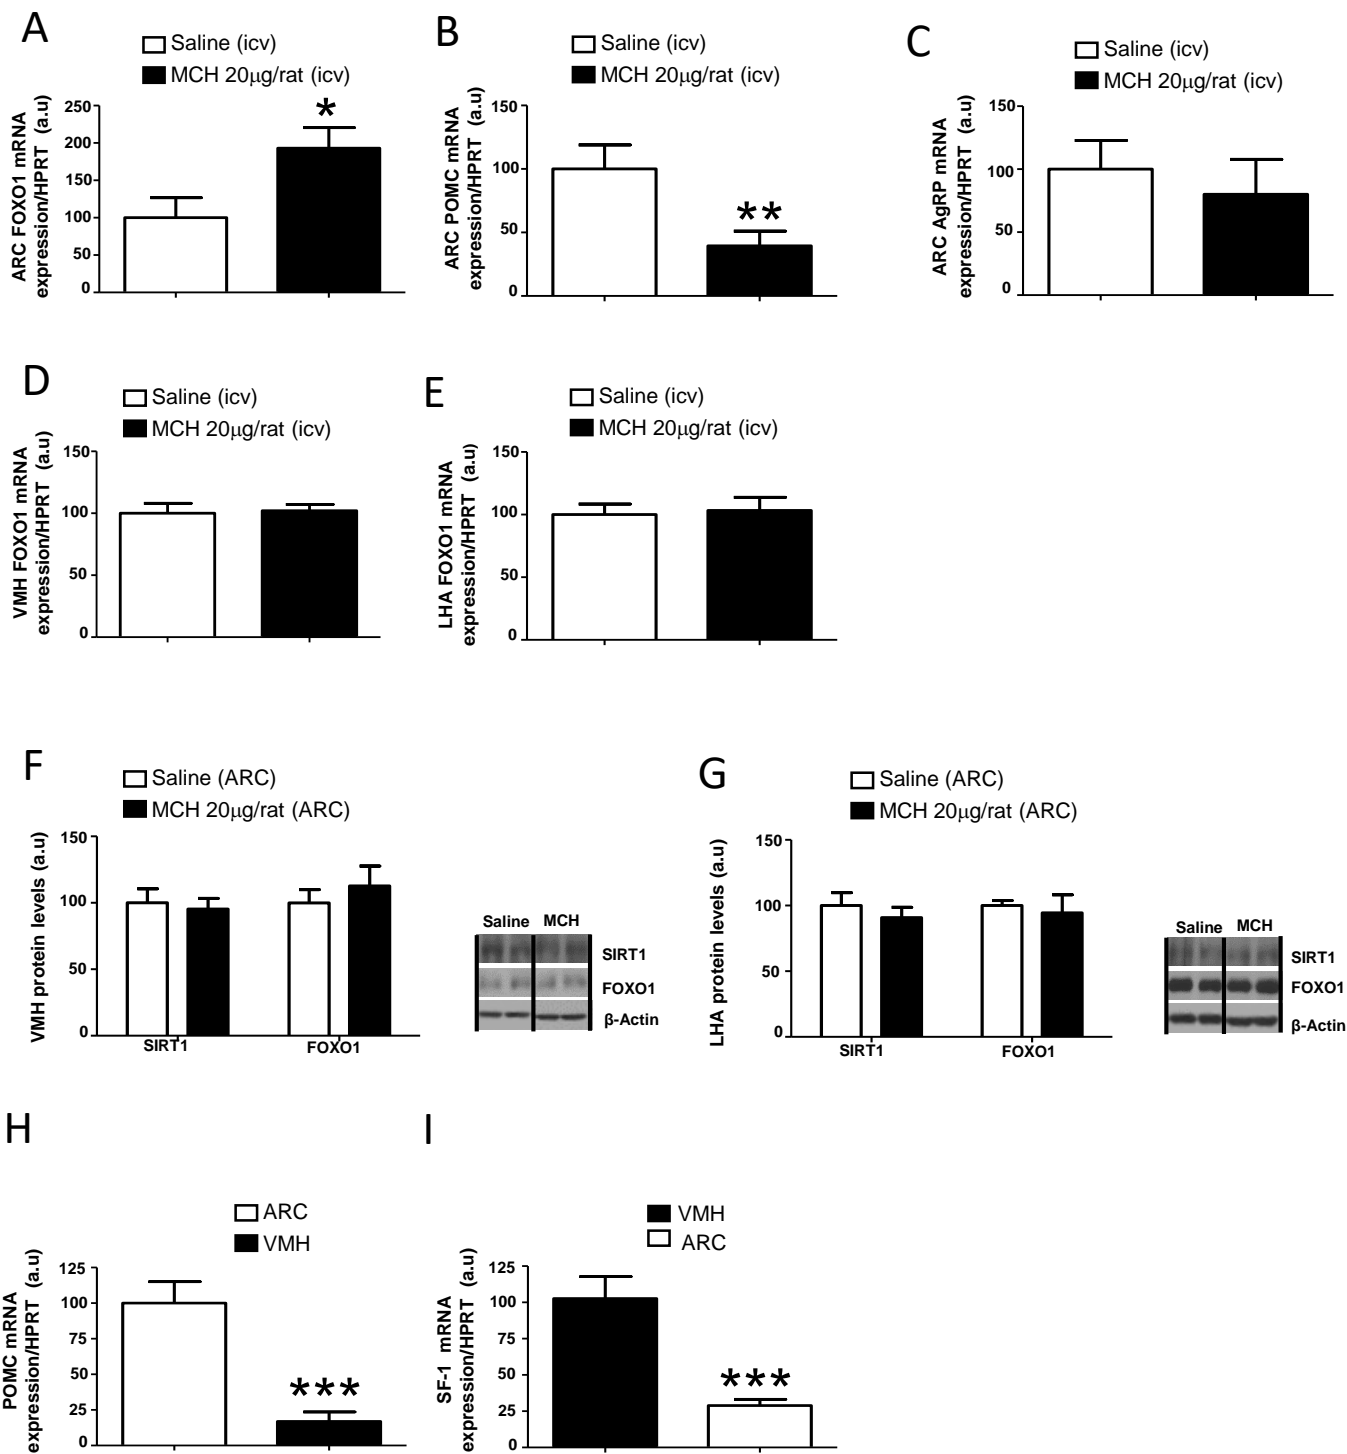 A
Saline (icv)
MCH 20μg/rat (icv)
ARC FOXO1 mRNA
expression/HPRT (a.u)
250
200
150
100
50
0
*
B
Saline (icv)
MCH 20μg/rat (icv)
ARC POMC mRNA
expression/HPRT (a.u)
150
100
50
0
**
C
Saline (icv)
MCH 20μg/rat (icv)
ARC AgRP mRNA
expression/HPRT (a.u)
150
100
50
0
D
Saline (icv)
MCH 20μg/rat (icv)
VMH FOXO1 mRNA
expression/HPRT (a.u)
150
100
50
0
E
Saline (icv)
MCH 20μg/rat (icv)
LHA FOXO1 mRNA
expression/HPRT (a.u)
150
100
50
0
F
Saline (ARC)
MCH 20μg/rat (ARC)
VMH protein levels (a.u)
150
100
50
0
SIRT1
FOXO1
Saline MCH
SIRT1
FOXO1
β-Actin
G
Saline (ARC)
MCH 20μg/rat (ARC)
LHA protein levels (a.u)
150
100
50
0
SIRT1
FOXO1
Saline MCH
SIRT1
FOXO1
β-Actin
H
ARC
VMH
POMC mRNA
expression/HPRT (a.u)
125
100
75
50
25
0
***
I
VMH
ARC
SF-1 mRNA
expression/HPRT (a.u)
125
100
75
50
25
0
***